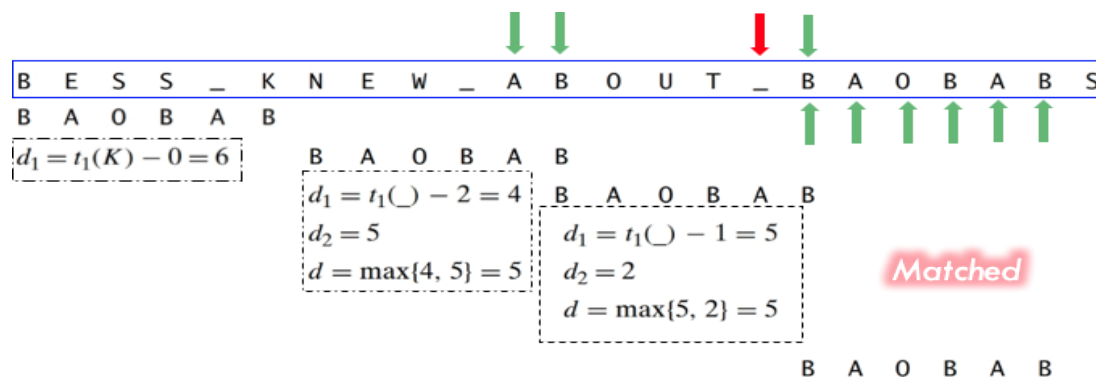 B E S S _ K N E W _ A B O U T _ B A O B A B S
B A O B A B
d₁ = t₁(K) − 0 = 6
B A O B A B
d₁ = t₁(_) − 2 = 4
d₂ = 5
d = max{4, 5} = 5
B A O B A B
d₁ = t₁(_) − 1 = 5
d₂ = 2
d = max{5, 2} = 5
Matched
B A O B A B